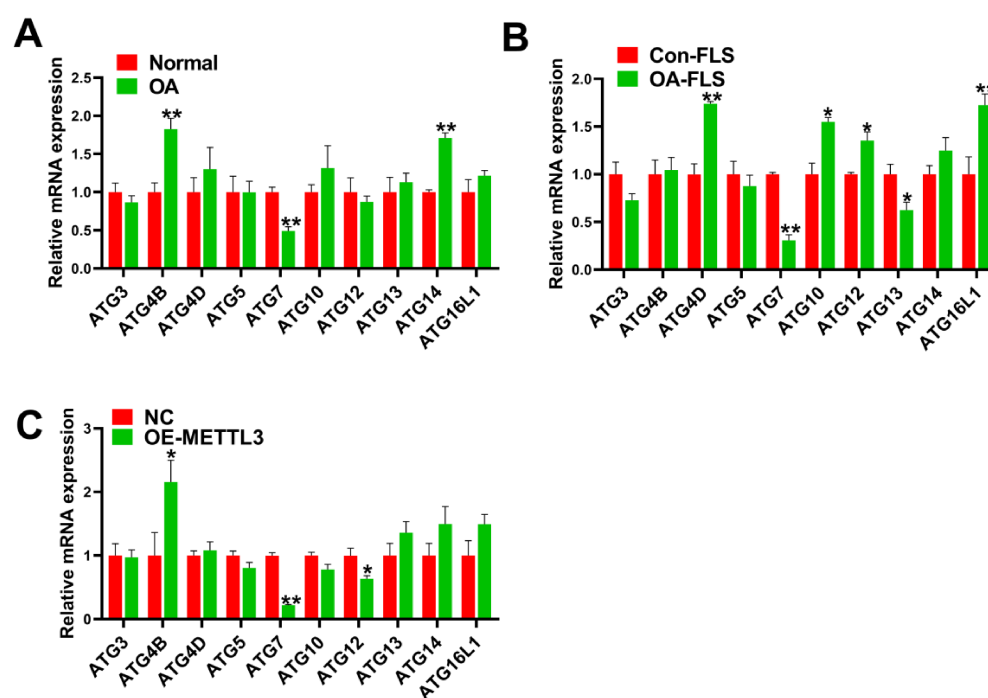 A
Normal
OA
Relative mRNA expression
2.5
2.0
1.5
1.0
0.5
0.0
**
**
**
ATG3
ATG4B
ATG4D
ATG5
ATG7
ATG10
ATG12
ATG13
ATG14
ATG16L1
B
Con-FLS
OA-FLS
Relative mRNA expression
2.0
1.5
1.0
0.5
0.0
**
**
*
*
*
**
ATG3
ATG4B
ATG4D
ATG5
ATG7
ATG10
ATG12
ATG13
ATG14
ATG16L1
C
NC
OE-METTL3
Relative mRNA expression
3
2
1
0
*
**
*
ATG3
ATG4B
ATG4D
ATG5
ATG7
ATG10
ATG12
ATG13
ATG14
ATG16L1